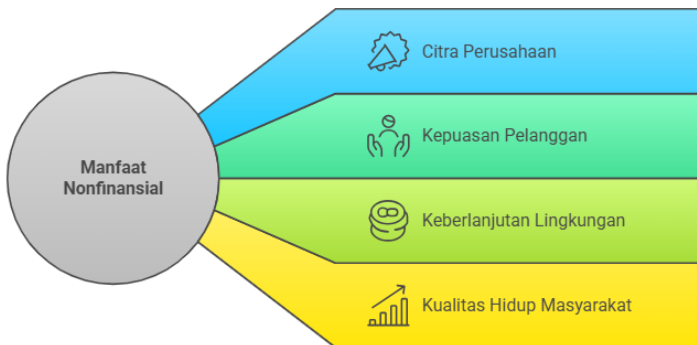 Manfaat
Nonfinansial
Citra Perusahaan
Kepuasan Pelanggan
Keberlanjutan Lingkungan
Kualitas Hidup Masyarakat